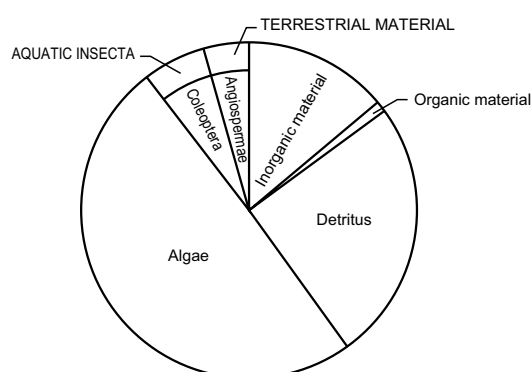 TERRESTRIAL MATERIAL
AQUATIC INSECTA
Coleoptera
Angiospermae
Inorganic material
Organic material
Detritus
Algae